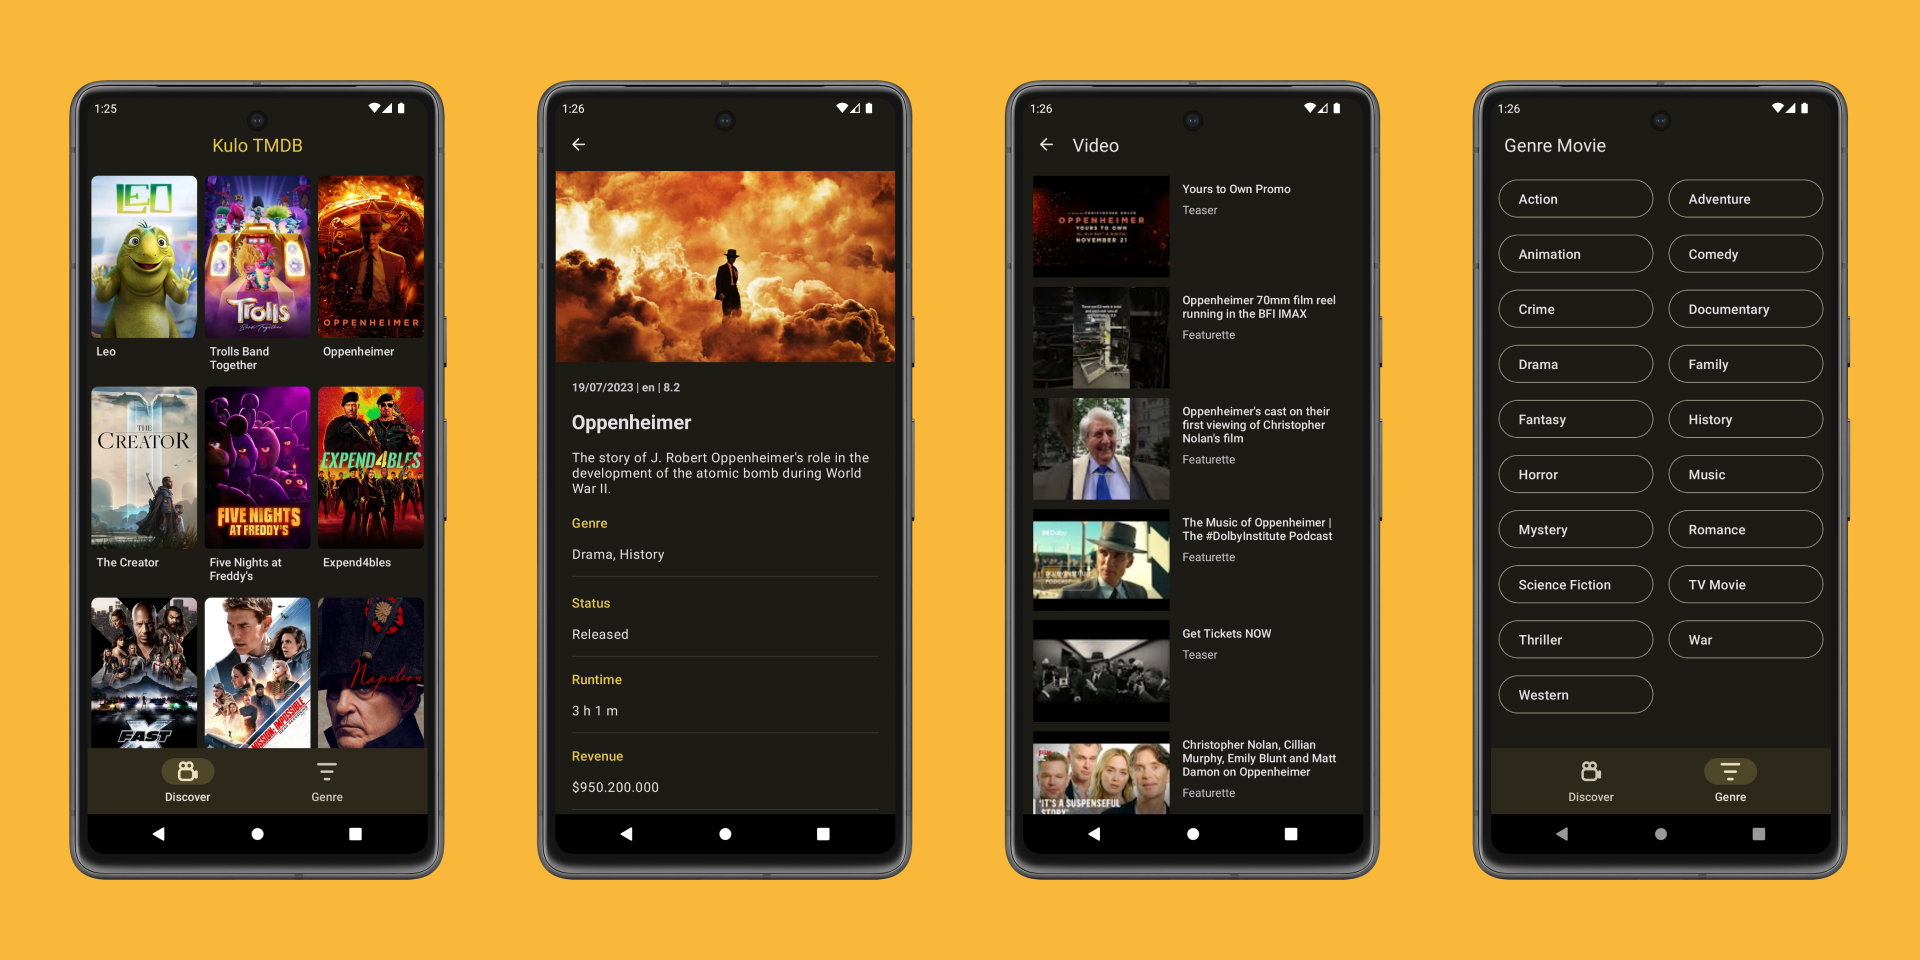 1:25
Kulo TMDB
LEO
Trolls
Band Together
OPPENHEIMER
Leo
Trolls Band
Together
Oppenheimer
THE
CREATOR
FIVE NIGHTS
AT FREDDY'S
EXPEND4BLES
The Creator
Five Nights at
Freddy's
Expend4bles
FAST
MISSION: IMPOSSIBLE
Napoleon
Discover
Genre
1:26
19/07/2023 | en | 8.2
Oppenheimer
The story of J. Robert Oppenheimer's role in the
development of the atomic bomb during World
War II.
Genre
Drama, History
Status
Released
Runtime
3 h 1 m
Revenue
$950.200.000
1:26
Video
OPPENHEIMER
YOURS TO OWN
NOVEMBER 21
Yours to Own Promo
Teaser
Oppenheimer 70mm film reel
running in the BFI IMAX
Featurette
Oppenheimer's cast on their
first viewing of Christopher
Nolan's film
Featurette
Dolby
PODCAST
The Music of Oppenheimer |
The #DolbyInstitute Podcast
Featurette
Get Tickets NOW
Teaser
'IT'S A SUSPENSEFUL
STORY'
Christopher Nolan, Cillian
Murphy, Emily Blunt and Matt
Damon on Oppenheimer
Featurette
1:26
Genre Movie
Action
Adventure
Animation
Comedy
Crime
Documentary
Drama
Family
Fantasy
History
Horror
Music
Mystery
Romance
Science Fiction
TV Movie
Thriller
War
Western
Discover
Genre